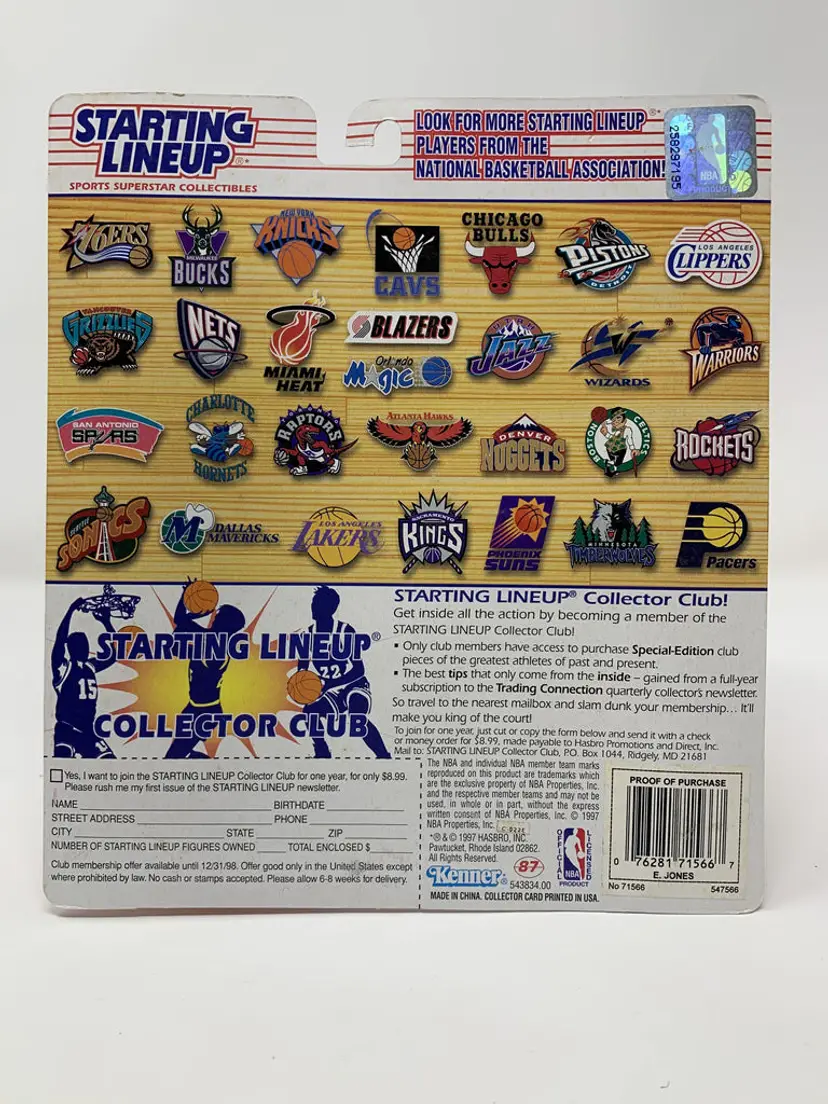 STARTING
LINEUP®
SPORTS SUPERSTAR COLLECTIBLES
LOOK FOR MORE STARTING LINEUP®
PLAYERS FROM THE
NATIONAL BASKETBALL ASSOCIATION!
258297195
NBA
76ERS
MILWAUKEE
BUCKS
NEW YORK
KNICKS
CAVS
CHICAGO
BULLS
PISTONS
DETROIT
LOS ANGELES
CLIPPERS
VANCOUVER
GRIZZLIES
NETS
MIAMI
HEAT
BLAZERS
Orlando
Magic
UTAH
JAZZ
WIZARDS
WARRIORS
SAN ANTONIO
SPURS
CHARLOTTE
HORNETS
RAPTORS
ATLANTA HAWKS
DENVER
NUGGETS
BOSTON
CELTICS
ROCKETS
SEATTLE
SONICS
M
DALLAS
MAVERICKS
LOS ANGELES
LAKERS
SACRAMENTO
KINGS
PHOENIX
SUNS
MINNESOTA
TIMBERWOLVES
Pacers
15
22
STARTING LINEUP®
COLLECTOR CLUB
STARTING LINEUP® Collector Club!
Get inside all the action by becoming a member of the
STARTING LINEUP Collector Club!
• Only club members have access to purchase Special-Edition club
pieces of the greatest athletes of past and present.
• The best tips that only come from the inside – gained from a full-year
subscription to the Trading Connection quarterly collector's newsletter.
So travel to the nearest mailbox and slam dunk your membership... It'll
make you king of the court!
To join for one year, just cut or copy the form below and send it with a check
or money order for $8.99, made payable to Hasbro Promotions and Direct, Inc.
Mail to: STARTING LINEUP Collector Club, P.O. Box 1044, Ridgely, MD 21681
Yes, I want to join the STARTING LINEUP Collector Club for one year, for only $8.99.
Please rush me my first issue of the STARTING LINEUP newsletter.
NAME BIRTHDATE
STREET ADDRESS PHONE
CITY STATE ZIP
NUMBER OF STARTING LINEUP FIGURES OWNED TOTAL ENCLOSED $
Club membership offer available until 12/31/98. Offer good only in the United States except
where prohibited by law. No cash or stamps accepted. Please allow 6-8 weeks for delivery.
The NBA and individual NBA member team marks
reproduced on this product are trademarks which
are the exclusive property of NBA Properties, Inc.
and the respective member teams and may not be
used, in whole or in part, without the express
written consent of NBA Properties, Inc. © 1997
NBA Properties, Inc.
®* & © 1997 HASBRO, INC.
Pawtucket, Rhode Island 02862.
All Rights Reserved.
Kenner®
87
543834.00
MADE IN CHINA. COLLECTOR CARD PRINTED IN USA.
OFFICIAL
LICENSED
NBA
PRODUCT
PROOF OF PURCHASE
0 76281 71566 7
E. JONES
No 71566 547566